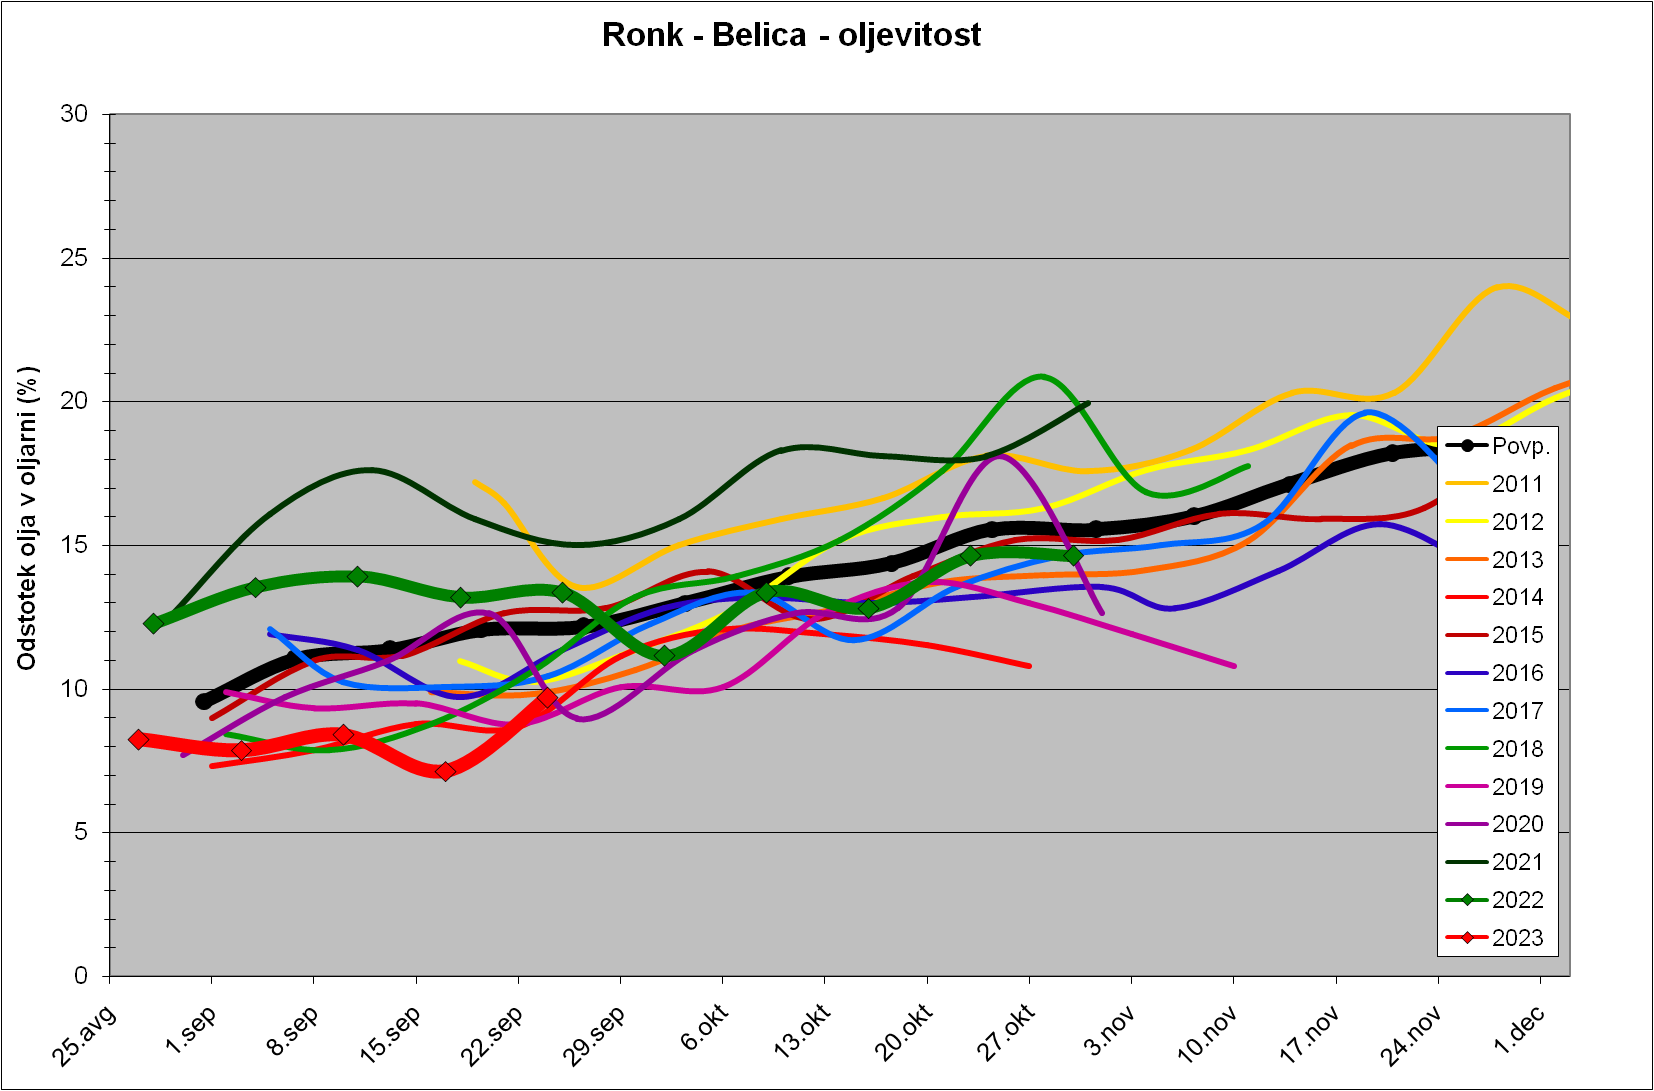 Ronk - Belica - oljevitost
Odstotek olja v oljarni (%)
30
25
20
15
10
5
0
25.avg
1.sep
8.sep
15.sep
22.sep
29.sep
6.okt
13.okt
20.okt
27.okt
3.nov
10.nov
17.nov
24.nov
1.dec
Povp.
2011
2012
2013
2014
2015
2016
2017
2018
2019
2020
2021
2022
2023